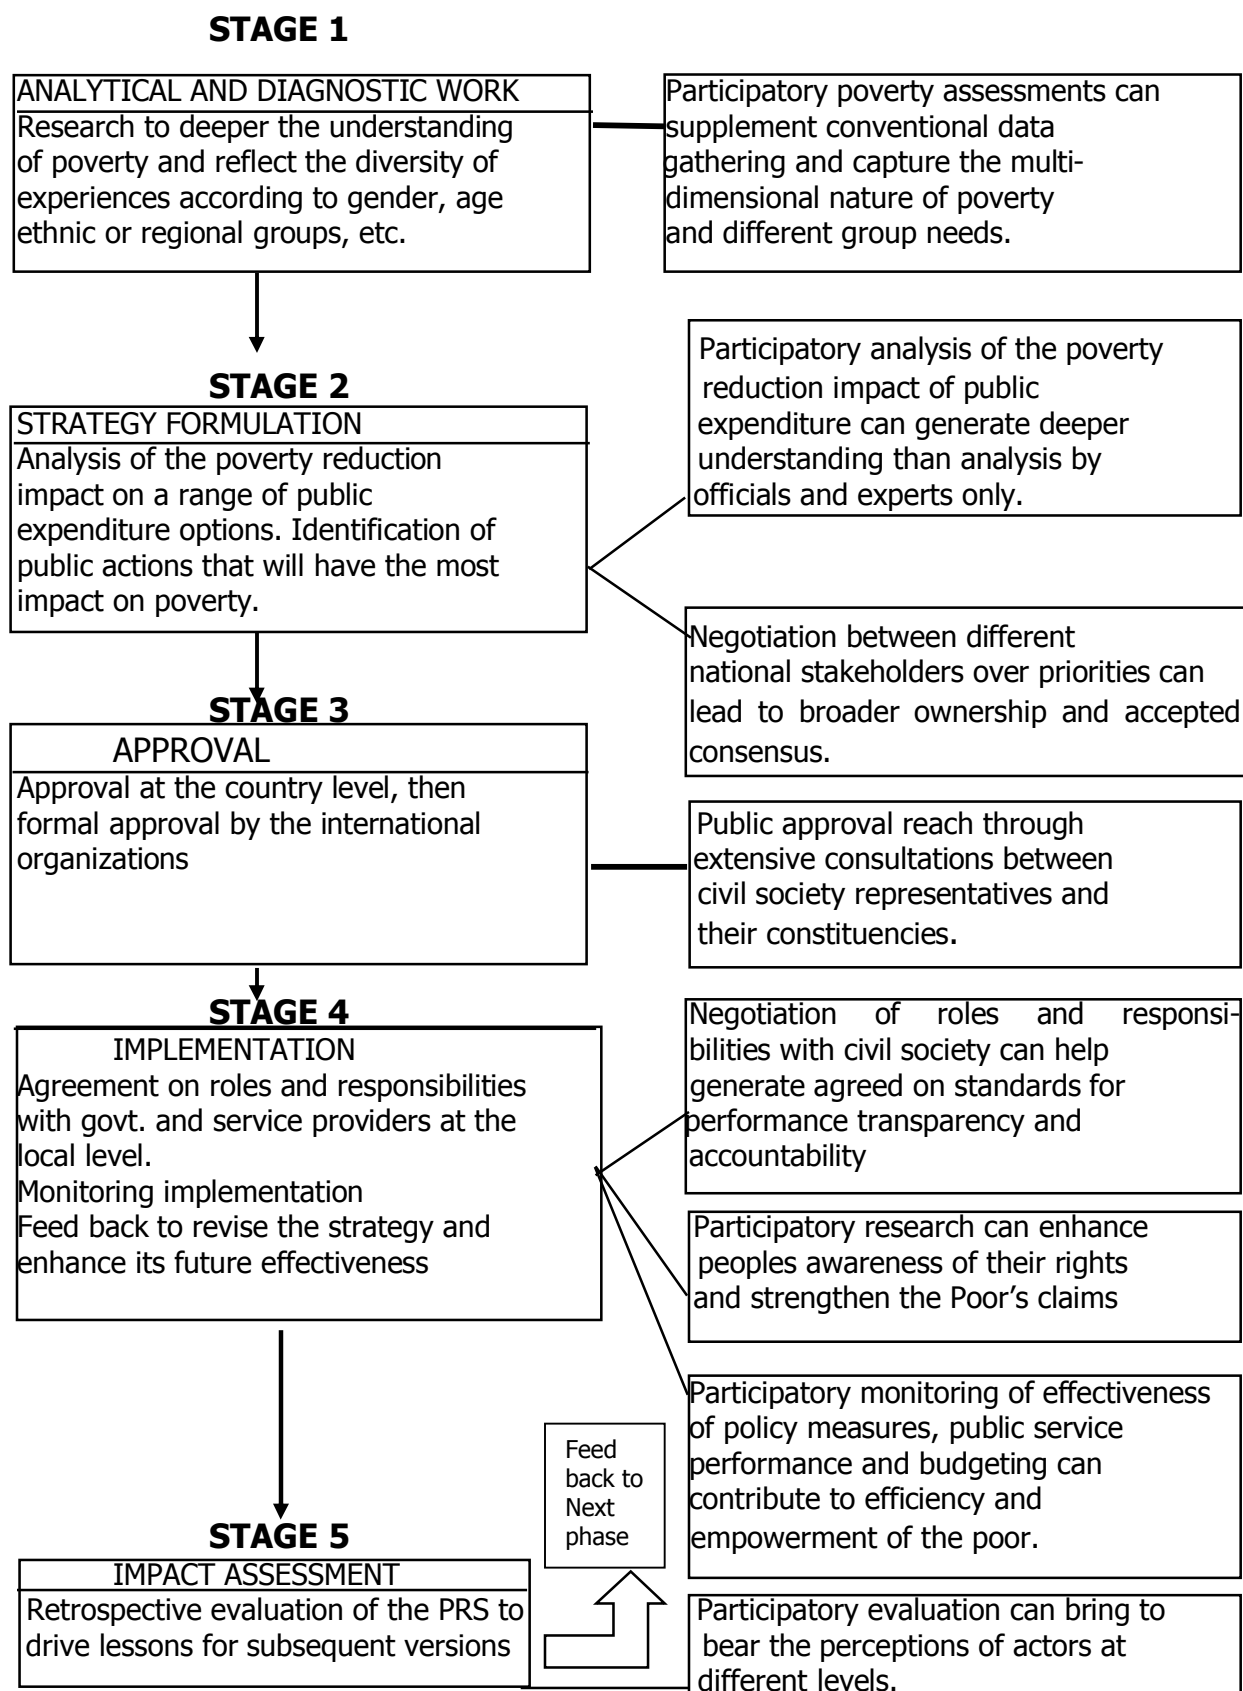 STAGE 1
ANALYTICAL AND DIAGNOSTIC WORK
Research to deeper the understanding
of poverty and reflect the diversity of
experiences according to gender, age
ethnic or regional groups, etc.
Participatory poverty assessments can
supplement conventional data
gathering and capture the multi-
dimensional nature of poverty
and different group needs.
STAGE 2
STRATEGY FORMULATION
Analysis of the poverty reduction
impact on a range of public
expenditure options. Identification of
public actions that will have the most
impact on poverty.
Participatory analysis of the poverty
reduction impact of public
expenditure can generate deeper
understanding than analysis by
officials and experts only.
Negotiation between different
national stakeholders over priorities can
lead to broader ownership and accepted
consensus.
STAGE 3
APPROVAL
Approval at the country level, then
formal approval by the international
organizations
Public approval reach through
extensive consultations between
civil society representatives and
their constituencies.
STAGE 4
IMPLEMENTATION
Agreement on roles and responsibilities
with govt. and service providers at the
local level.
Monitoring implementation
Feed back to revise the strategy and
enhance its future effectiveness
Negotiation of roles and responsi-
bilities with civil society can help
generate agreed on standards for
performance transparency and
accountability
Participatory research can enhance
peoples awareness of their rights
and strengthen the Poor’s claims
Participatory monitoring of effectiveness
of policy measures, public service
performance and budgeting can
contribute to efficiency and
empowerment of the poor.
Feed
back to
Next
phase
STAGE 5
IMPACT ASSESSMENT
Retrospective evaluation of the PRS to
drive lessons for subsequent versions
Participatory evaluation can bring to
bear the perceptions of actors at
different levels.